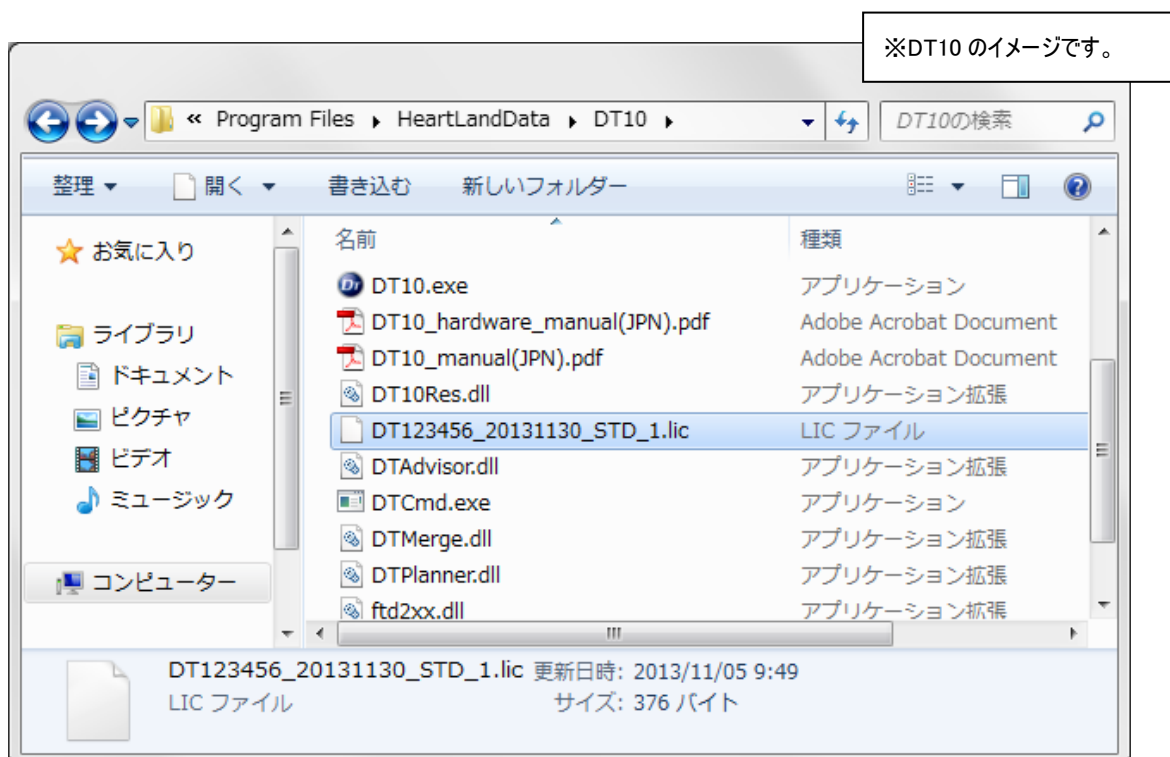 ※DT10 のイメージです。
« Program Files ▸ HeartLandData ▸ DT10 ▸
DT10の検索
整理 ▼ 開く ▼ 書き込む 新しいフォルダー
お気に入り
ライブラリ
ドキュメント
ピクチャ
ビデオ
ミュージック
コンピューター
名前 種類
DT10.exe アプリケーション
DT10_hardware_manual(JPN).pdf Adobe Acrobat Document
DT10_manual(JPN).pdf Adobe Acrobat Document
DT10Res.dll アプリケーション拡張
DT123456_20131130_STD_1.lic LIC ファイル
DTAdvisor.dll アプリケーション拡張
DTCmd.exe アプリケーション
DTMerge.dll アプリケーション拡張
DTPlanner.dll アプリケーション拡張
ftd2xx.dll アプリケーション拡張
DT123456_20131130_STD_1.lic 更新日時: 2013/11/05 9:49
LIC ファイル サイズ: 376 バイト